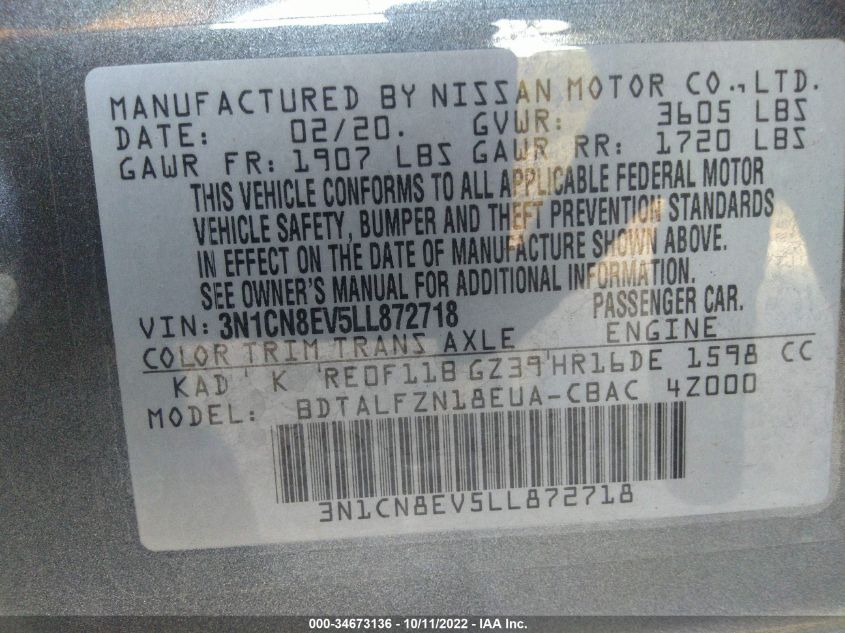 MANUFACTURED BY NISSAN MOTOR CO., LTD.
DATE: 02/20. GVWR: 3605 LBS
GAWR FR: 1907 LBS GAWR RR: 1720 LBS
THIS VEHICLE CONFORMS TO ALL APPLICABLE FEDERAL MOTOR
VEHICLE SAFETY, BUMPER AND THEFT PREVENTION STANDARDS
IN EFFECT ON THE DATE OF MANUFACTURE SHOWN ABOVE.
SEE OWNER'S MANUAL FOR ADDITIONAL INFORMATION.
VIN: 3N1CN8EV5LL872718 PASSENGER CAR.
COLOR TRIM TRANS AXLE ENGINE
KAD ' K 'RE0F11B GZ39'HR16DE 1598 CC
MODEL: BDTALFZN18EUA-CBAC 4Z000
3N1CN8EV5LL872718
000-34673136 - 10/11/2022 - IAA Inc.